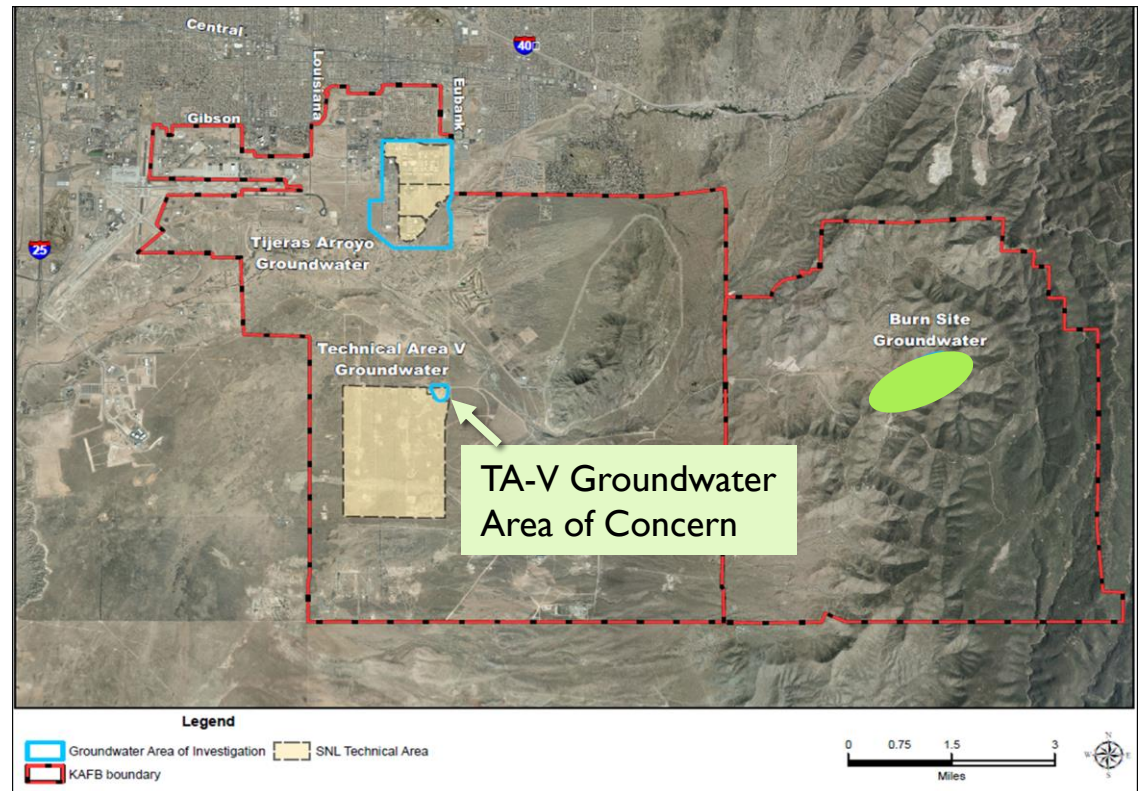 Central
40
Louisiana
Eubank
Gibson
25
Tijeras Arroyo
Groundwater
Burn Site
Groundwater
Technical Area V
Groundwater
TA-V Groundwater
Area of Concern
Legend
Groundwater Area of Investigation
SNL Technical Area
KAFB boundary
0 0.75 1.5 3
Miles
N
W E
S